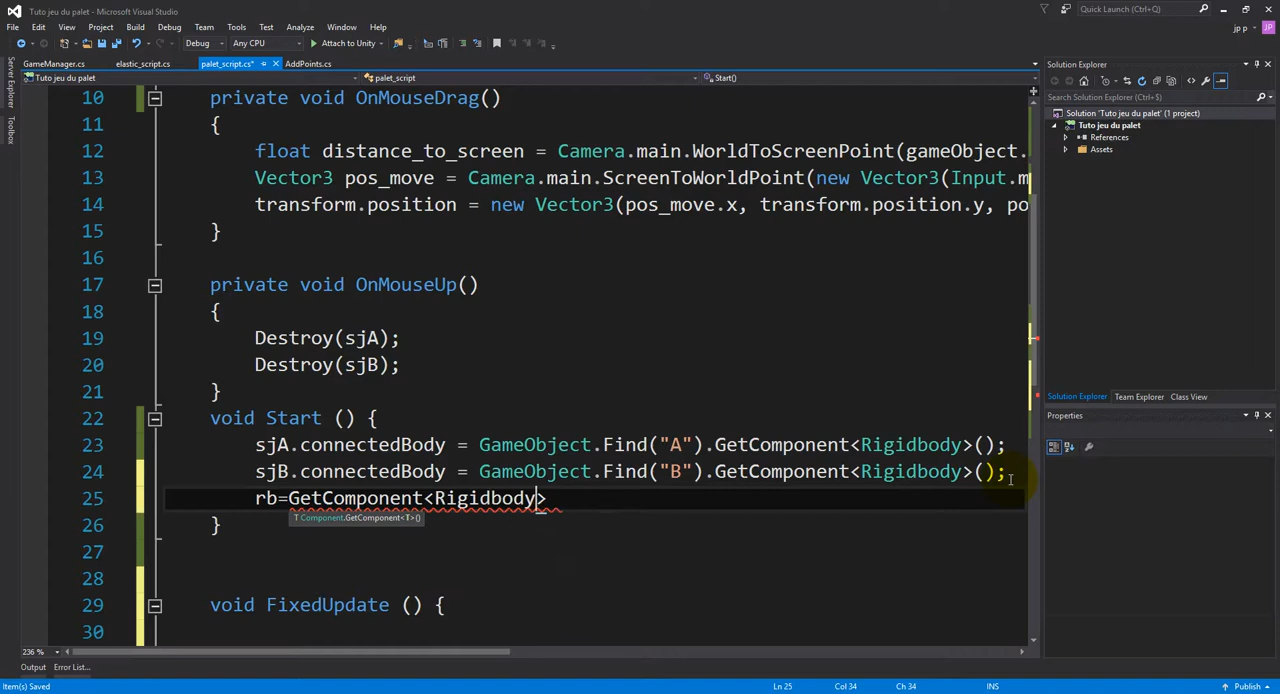 Tuto jeu du palet - Microsoft Visual Studio
Quick Launch (Ctrl+Q)
File Edit View Project Build Debug Team Tools Test Analyze Window Help
jp p
JP
Debug Any CPU Attach to Unity
GameManager.cs elastic_script.cs palet_script.cs* AddPoints.cs
Tuto jeu du palet palet_script Start()
Server Explorer
Toolbox
10 private void OnMouseDrag()
11 {
12 float distance_to_screen = Camera.main.WorldToScreenPoint(gameObject.
13 Vector3 pos_move = Camera.main.ScreenToWorldPoint(new Vector3(Input.m
14 transform.position = new Vector3(pos_move.x, transform.position.y, po
15 }
16
17 private void OnMouseUp()
18 {
19 Destroy(sjA);
20 Destroy(sjB);
21 }
22 void Start () {
23 sjA.connectedBody = GameObject.Find("A").GetComponent<Rigidbody>();
24 sjB.connectedBody = GameObject.Find("B").GetComponent<Rigidbody>();
25 rb=GetComponent<Rigidbody>
T Component.GetComponent<T>()
26 }
27
28
29 void FixedUpdate () {
30
236 %
Output Error List...
Item(s) Saved Ln 25 Col 34 Ch 34 INS Publish
Solution Explorer
Search Solution Explorer (Ctrl+$)
Solution 'Tuto jeu du palet' (1 project)
Tuto jeu du palet
References
Assets
Solution Explorer Team Explorer Class View
Properties